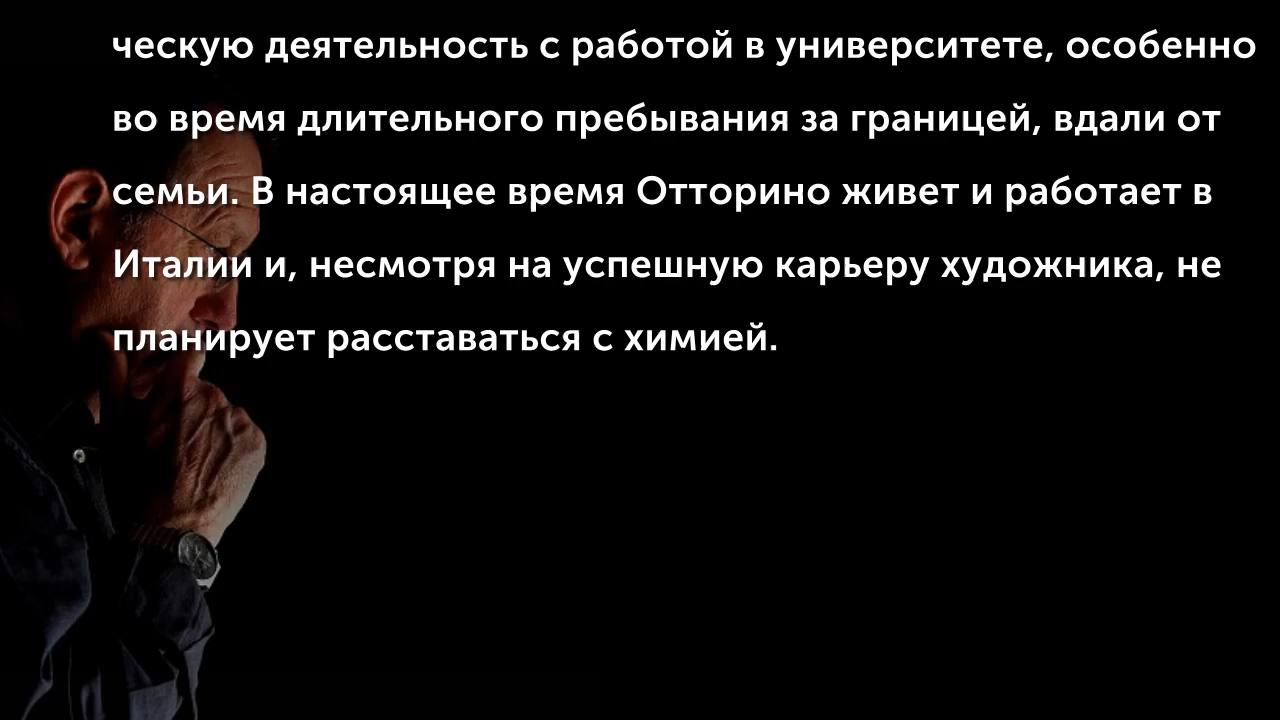 ческую деятельность с работой в университете, особенно
во время длительного пребывания за границей, вдали от
семьи. В настоящее время Отторино живет и работает в
Италии и, несмотря на успешную карьеру художника, не
планирует расставаться с химией.